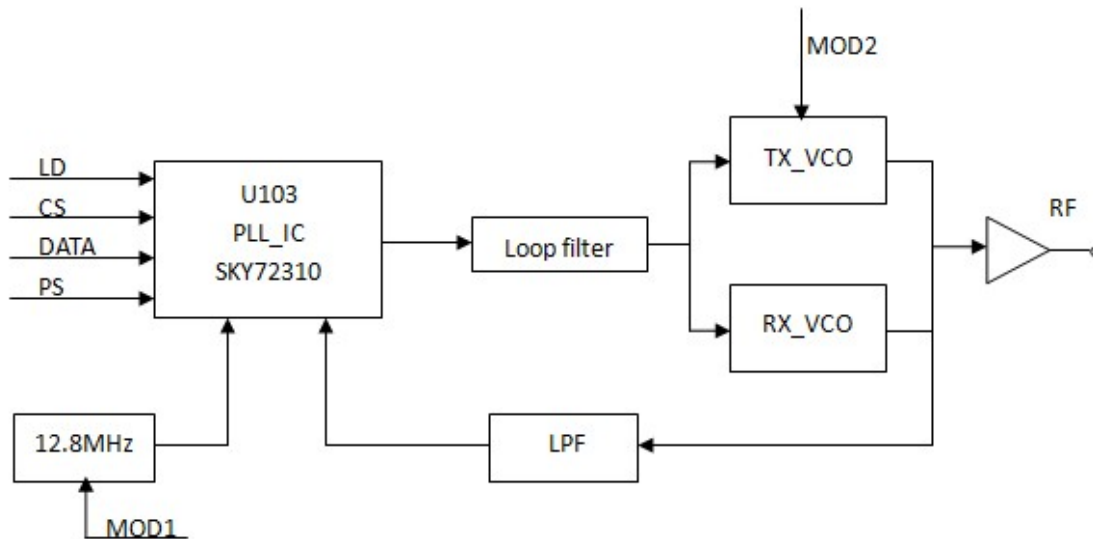 MOD2
TX_VCO
LD
CS
DATA
PS
U103
PLL_IC
SKY72310
Loop filter
RF
RX_VCO
12.8MHz
LPF
MOD1